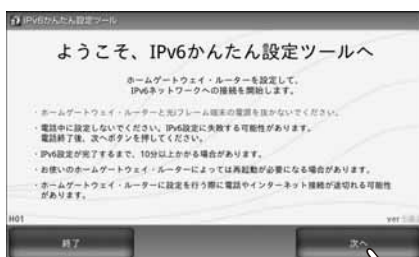 IPv6かんたん設定ツール
ようこそ、IPv6かんたん設定ツールへ
ホームゲートウェイ・ルーターを設定して、
IPv6ネットワークへの接続を開始します。
・ホームゲートウェイ・ルーターと光iフレーム端末の電源を抜かないでください。
・電話中に設定しないでください。IPv6設定に失敗する可能性があります。
電話終了後、次へボタンを押してください。
・IPv6設定が完了するまで、10分以上かかる場合があります。
・お使いのホームゲートウェイ・ルーターによっては再起動が必要になる場合があります。
・ホームゲートウェイ・ルーターに設定を行う際に電話やインターネット接続が途切れる可能性
があります。
H01
ver
終了
次へ